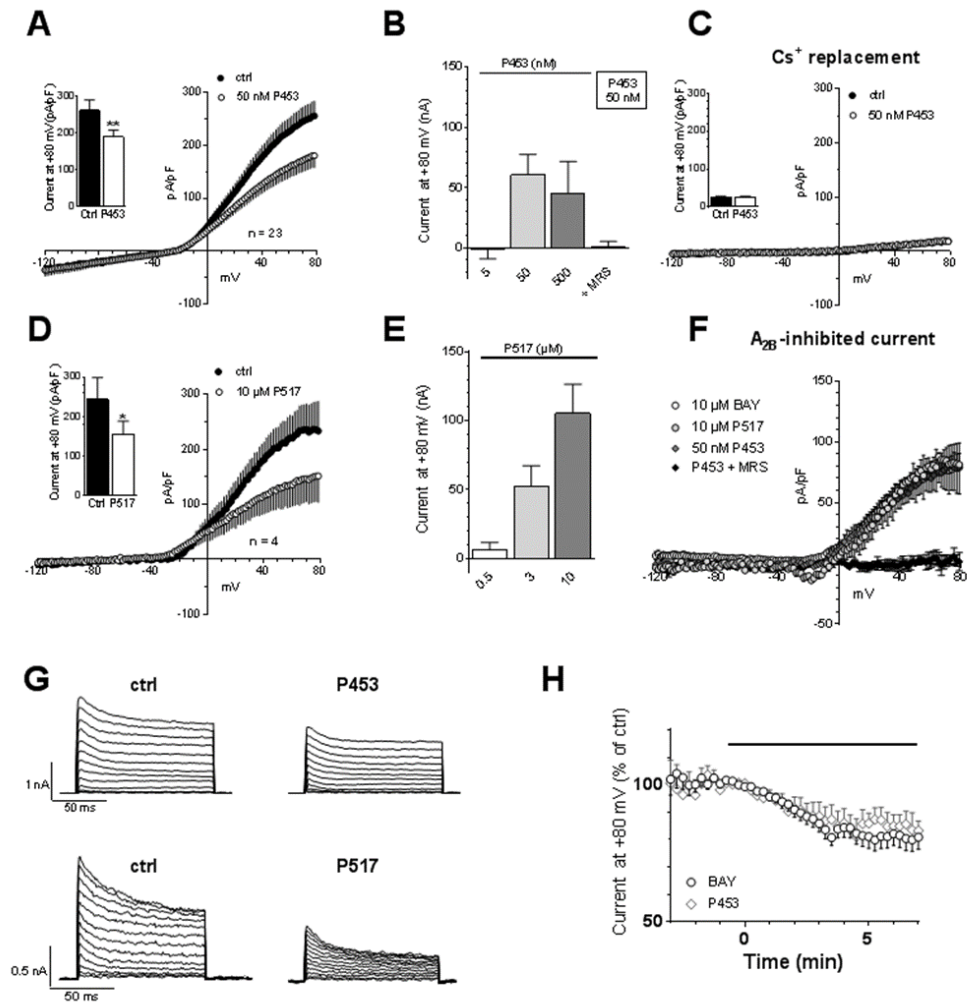 A
Current at +80 mV (pA/pF)
300
200
100
0
**
Ctrl P453
ctrl
50 nM P453
pA/pF
300
200
100
-120
-40
40
80
mV
-100
n = 23
B
Current at +80 mV (nA)
150
100
50
0
P453 (nM)
P453
50 nM
5
50
500
+ MRS
C
Cs+ replacement
Current at +80 mV (pA/pF)
300
200
100
0
Ctrl P453
ctrl
50 nM P453
pA/pF
300
200
100
-120
-40
40
80
mV
-100
D
Current at +80 mV (pA/pF)
300
200
100
0
*
Ctrl P517
ctrl
10 µM P517
pA/pF
300
200
100
-120
-40
40
80
mV
-100
n = 4
E
Current at +80 mV (nA)
150
100
50
0
P517 (µM)
0.5
3
10
F
A2B-inhibited current
10 µM BAY
10 µM P517
50 nM P453
P453 + MRS
pA/pF
100
50
-120
-40
40
80
mV
-50
G
ctrl
P453
1 nA
50 ms
ctrl
P517
0.5 nA
50 ms
H
Current at +80 mV (% of ctrl)
100
50
BAY
P453
0
5
Time (min)